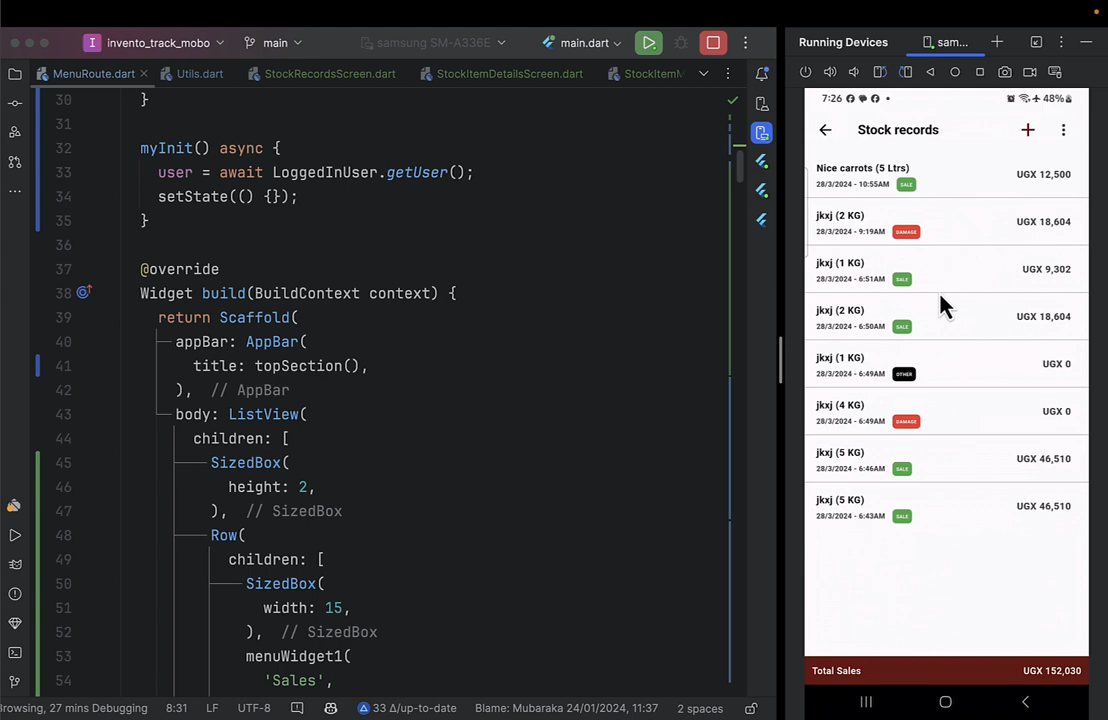 invento_track_mobo
main
samsung SM-A336E
main.dart
Running Devices
sam...
MenuRoute.dart
Utils.dart
StockRecordsScreen.dart
StockItemDetailsScreen.dart
StockItemM
30 }
31
32 myInit() async {
33 user = await LoggedInUser.getUser();
34 setState(() {});
35 }
36
37 @override
38 Widget build(BuildContext context) {
39 return Scaffold(
40 appBar: AppBar(
41 title: topSection(),
42 ), // AppBar
43 body: ListView(
44 children: [
45 SizedBox(
46 height: 2,
47 ), // SizedBox
48 Row(
49 children: [
50 SizedBox(
51 width: 15,
52 ), // SizedBox
53 menuWidget1(
54 'Sales',
7:26 48%
Stock records
Nice carrots (5 Ltrs)
28/3/2024 - 10:55AM SALE
UGX 12,500
jkxj (2 KG)
28/3/2024 - 9:19AM DAMAGE
UGX 18,604
jkxj (1 KG)
28/3/2024 - 6:51AM SALE
UGX 9,302
jkxj (2 KG)
28/3/2024 - 6:50AM SALE
UGX 18,604
jkxj (1 KG)
28/3/2024 - 6:49AM OTHER
UGX 0
jkxj (4 KG)
28/3/2024 - 6:49AM DAMAGE
UGX 0
jkxj (5 KG)
28/3/2024 - 6:46AM SALE
UGX 46,510
jkxj (5 KG)
28/3/2024 - 6:43AM SALE
UGX 46,510
Total Sales UGX 152,030
rowsing, 27 mins Debugging 8:31 LF UTF-8 33 Δ/up-to-date Blame: Mubaraka 24/01/2024, 11:37 2 spaces